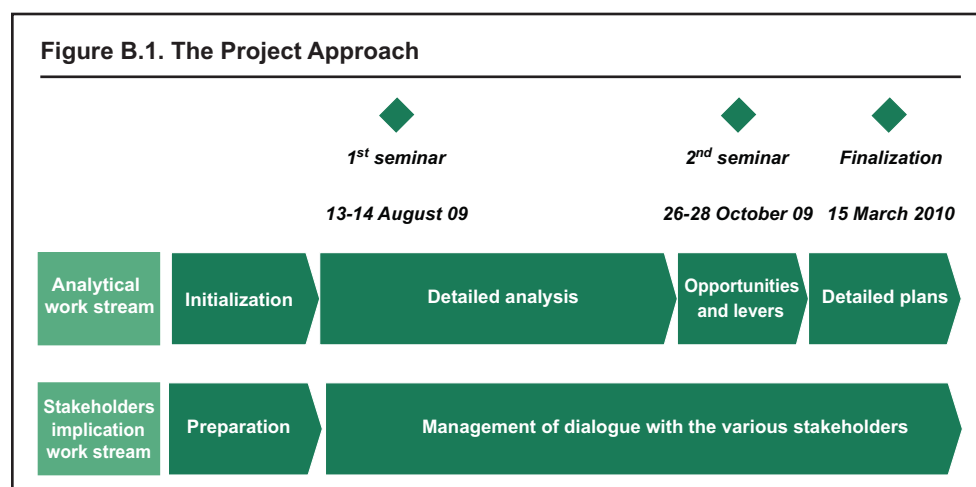 Figure B.1. The Project Approach
1st seminar
2nd seminar
Finalization
13-14 August 09
26-28 October 09
15 March 2010
Analytical
work stream
Initialization
Detailed analysis
Opportunities
and levers
Detailed plans
Stakeholders
implication
work stream
Preparation
Management of dialogue with the various stakeholders